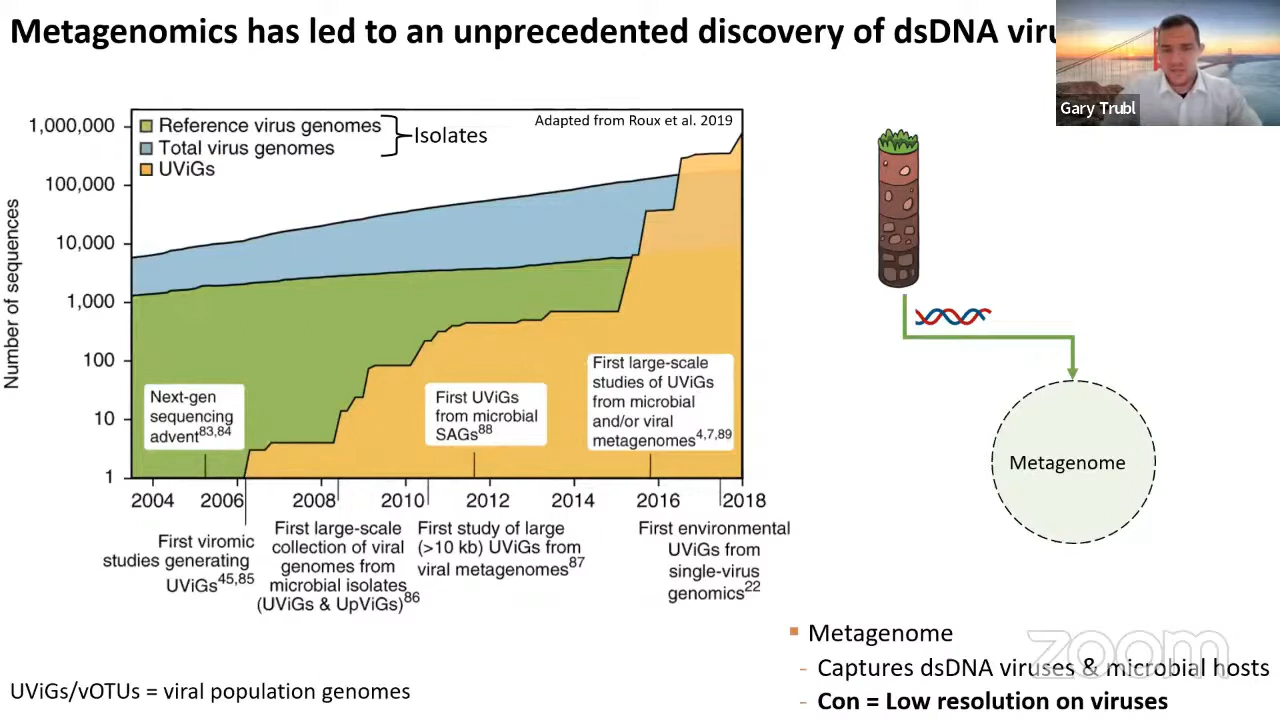 Metagenomics has led to an unprecedented discovery of dsDNA
Gary Trubl
Adapted from Roux et al. 2019
Reference virus genomes
Total virus genomes
UViGs
Isolates
Number of sequences
1,000,000
100,000
10,000
1,000
100
10
1
Next-gen
sequencing
advent83,84
First UViGs
from microbial
SAGs88
First large-scale
studies of UViGs
from microbial
and/or viral
metagenomes4,7,89
2004 2006 2008 2010 2012 2014 2016 2018
First viromic
studies generating
UViGs45,85
First large-scale
collection of viral
genomes from
microbial isolates
(UViGs & UpViGs)86
First study of large
(>10 kb) UViGs from
viral metagenomes87
First environmental
UViGs from
single-virus
genomics22
Metagenome
▪ Metagenome
- Captures dsDNA viruses & microbial hosts
- Con = Low resolution on viruses
zoom
UViGs/vOTUs = viral population genomes